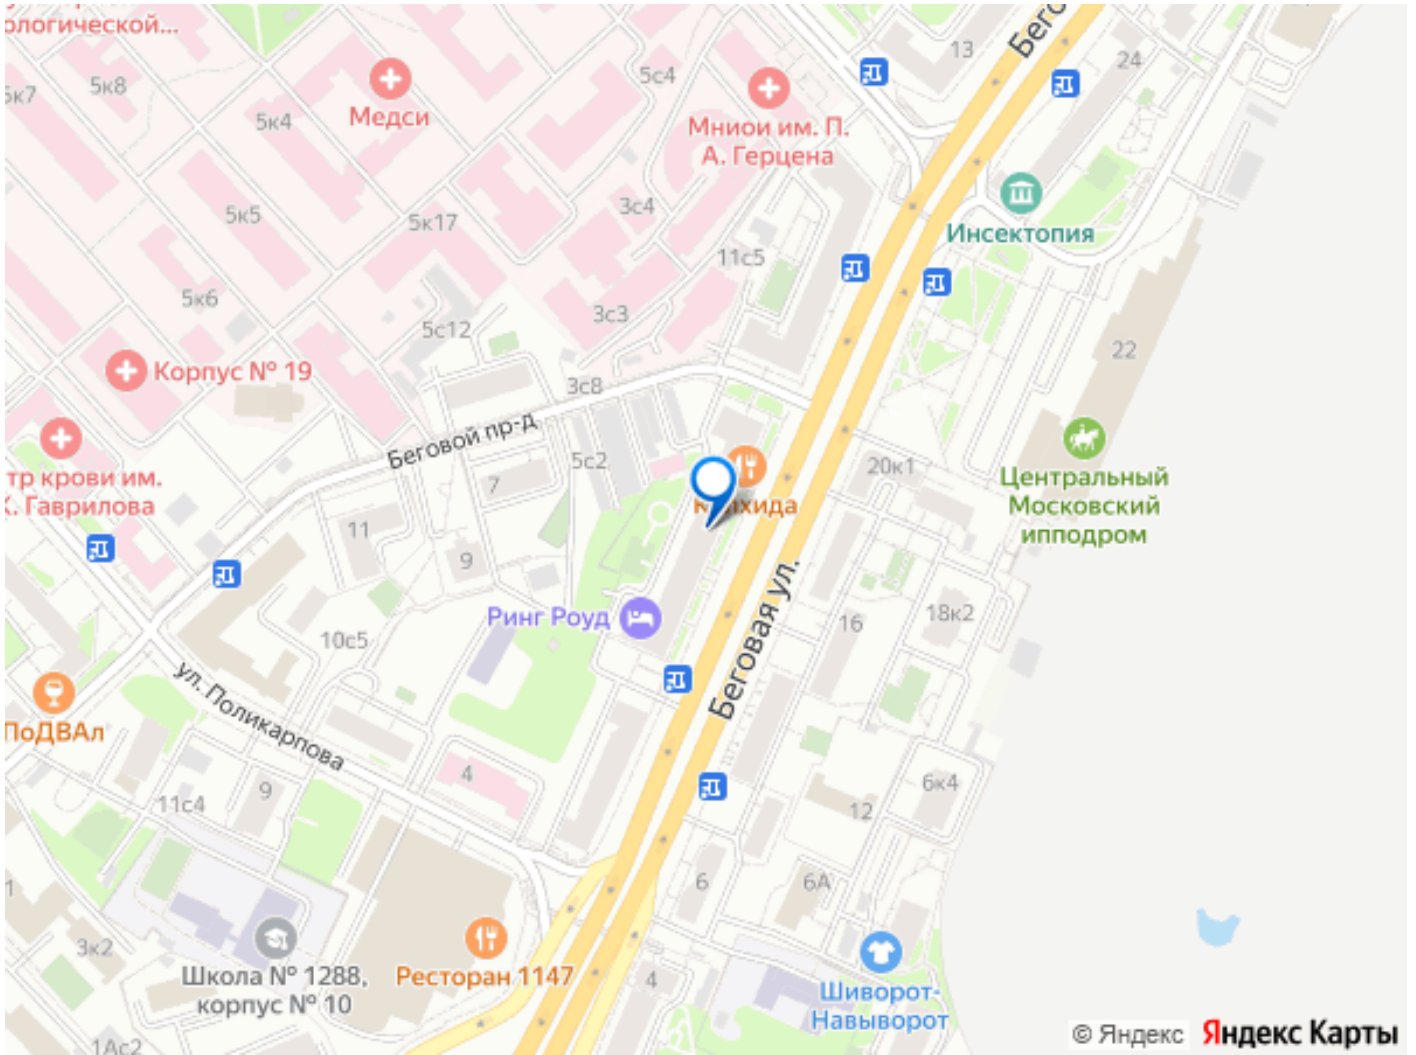 ологической...
5к7
5к8
5к4
Медси
5с4
13
Бего
24
Мниои им. П.
А. Герцена
5к5
5к17
3с4
Инсектопия
11с5
5к6
5с12
3с3
22
Корпус № 19
3с8
Беговой пр-д
тр крови им.
К. Гаврилова
5с2
7
20к1
Центральный
Московский
ипподром
11
9
Ринг Роуд
10с5
Беговая ул.
16
18к2
ул. Поликарпова
ПоДВАл
4
11с4
9
6к4
12
6
6А
3к2
Школа № 1288,
корпус № 10
Ресторан 1147
4
Шиворот-
Навыворот
1Ас2
© Яндекс Яндекс Карты